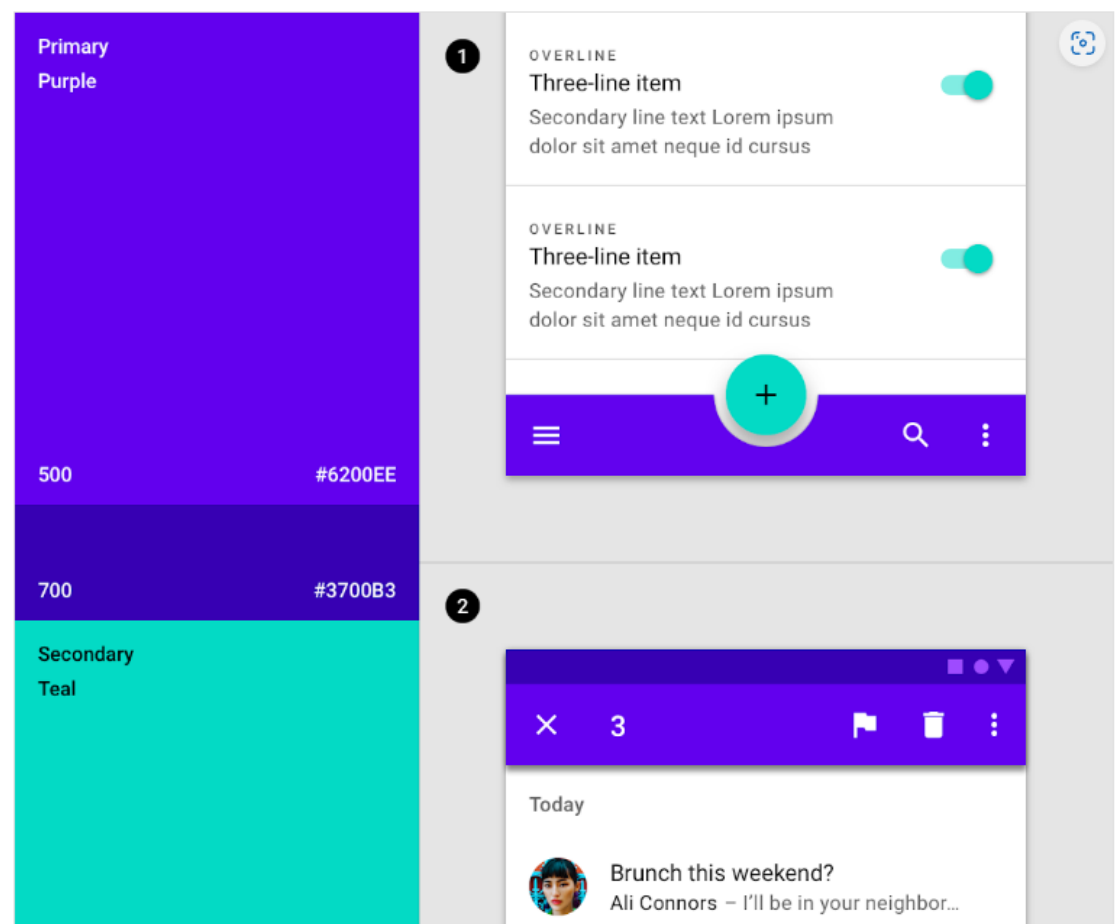 Primary
Purple
500 #6200EE
700 #3700B3
Secondary
Teal
1
OVERLINE
Three-line item
Secondary line text Lorem ipsum
dolor sit amet neque id cursus
OVERLINE
Three-line item
Secondary line text Lorem ipsum
dolor sit amet neque id cursus
2
3
Today
Brunch this weekend?
Ali Connors – I'll be in your neighbor…